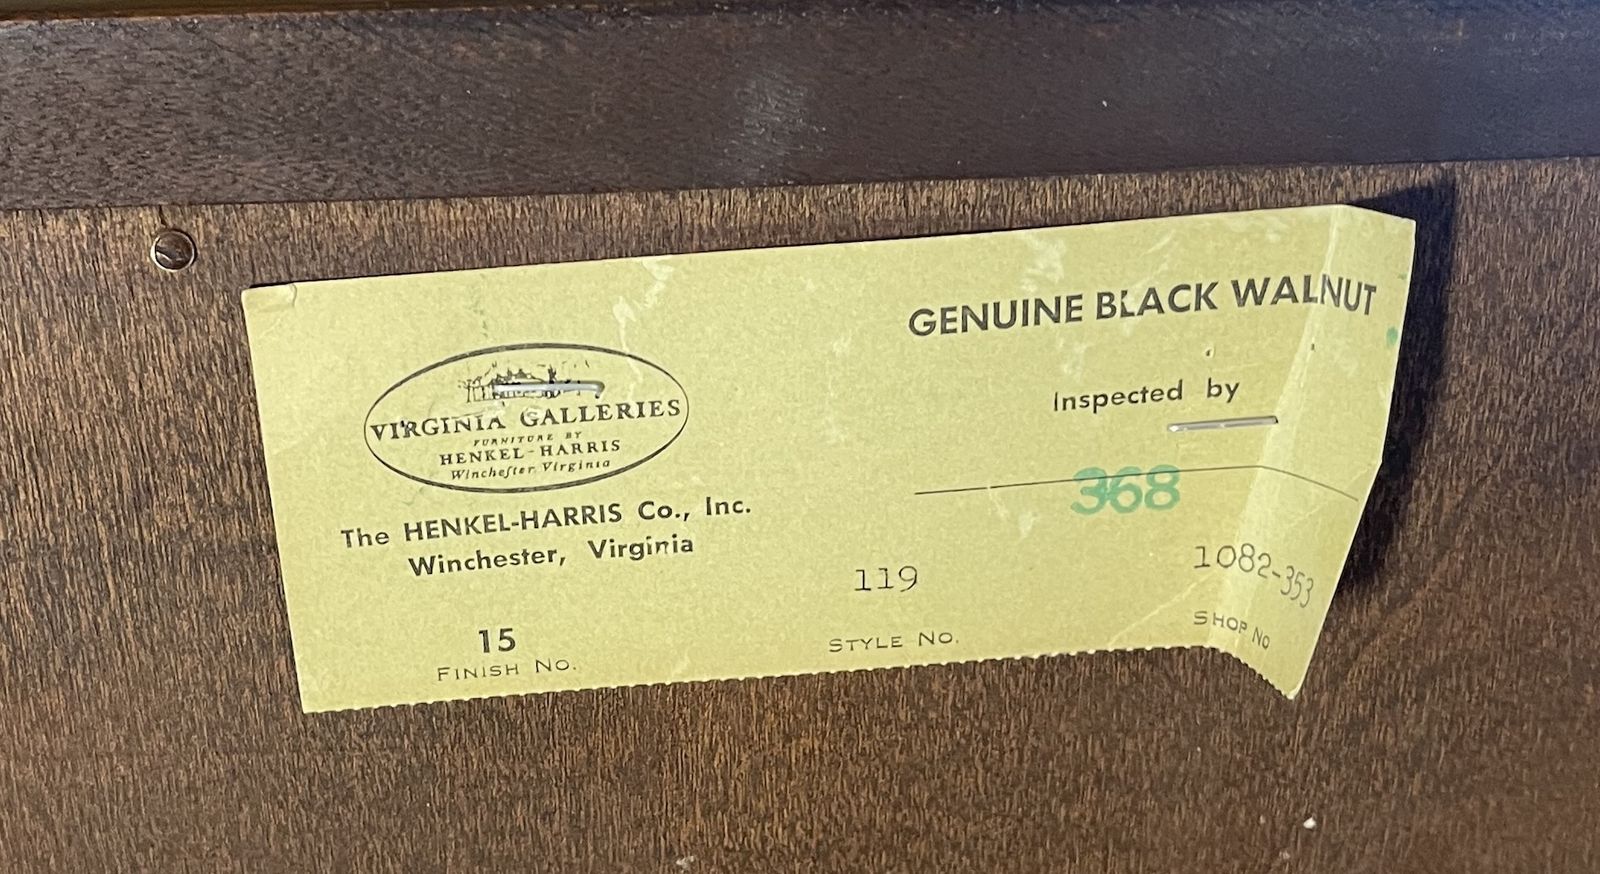 GENUINE BLACK WALNUT
VIRGINIA GALLERIES
FURNITURE BY
HENKEL-HARRIS
Winchester Virginia
Inspected by
368
The HENKEL-HARRIS Co., Inc.
Winchester, Virginia
15
FINISH NO.
119
STYLE NO.
1082-353
SHOP NO